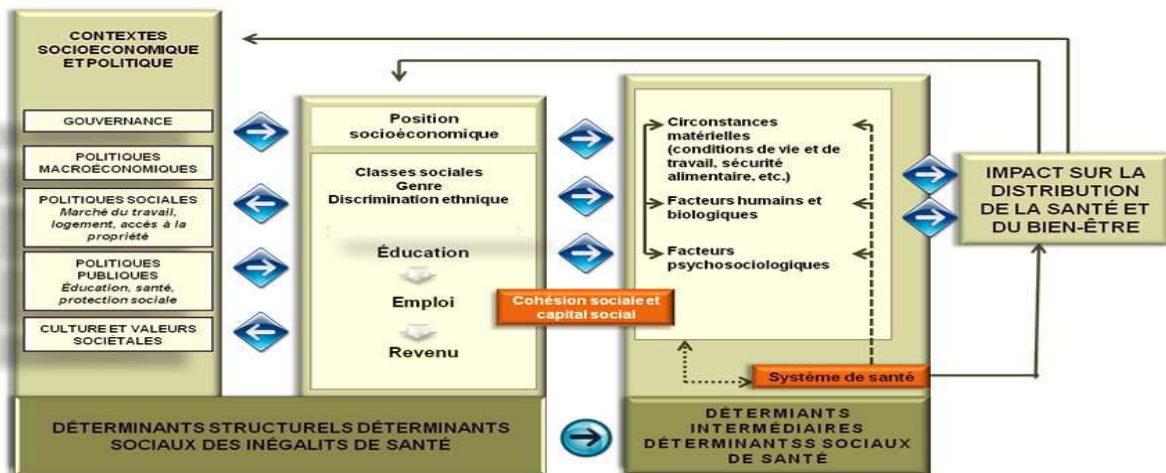 CONTEXTES
SOCIOECONOMIQUE
ET POLITIQUE
GOUVERNANCE
POLITIQUES
MACROÉCONOMIQUES
POLITIQUES SOCIALES
Marché du travail,
logement, accès à la
propriété
POLITIQUES
PUBLIQUES
Éducation, santé,
protection sociale
CULTURE ET VALEURS
SOCIÉTALES
Position
socioéconomique
Classes sociales
Genre
Discrimination ethnique
Éducation
Emploi
Revenu
Cohésion sociale et
capital social
Circonstances
matérielles
(conditions de vie et de
travail, sécurité
alimentaire, etc.)
Facteurs humains et
biologiques
Facteurs
psychosociologiques
Système de santé
IMPACT SUR LA
DISTRIBUTION
DE LA SANTÉ ET
DU BIEN-ÊTRE
DÉTERMINANTS STRUCTURELS DÉTERMINANTS
SOCIAUX DES INÉGALITS DE SANTÉ
DÉTERMIANTS
INTERMÉDIAIRES
DÉTERMINANTSS SOCIAUX
DE SANTÉ